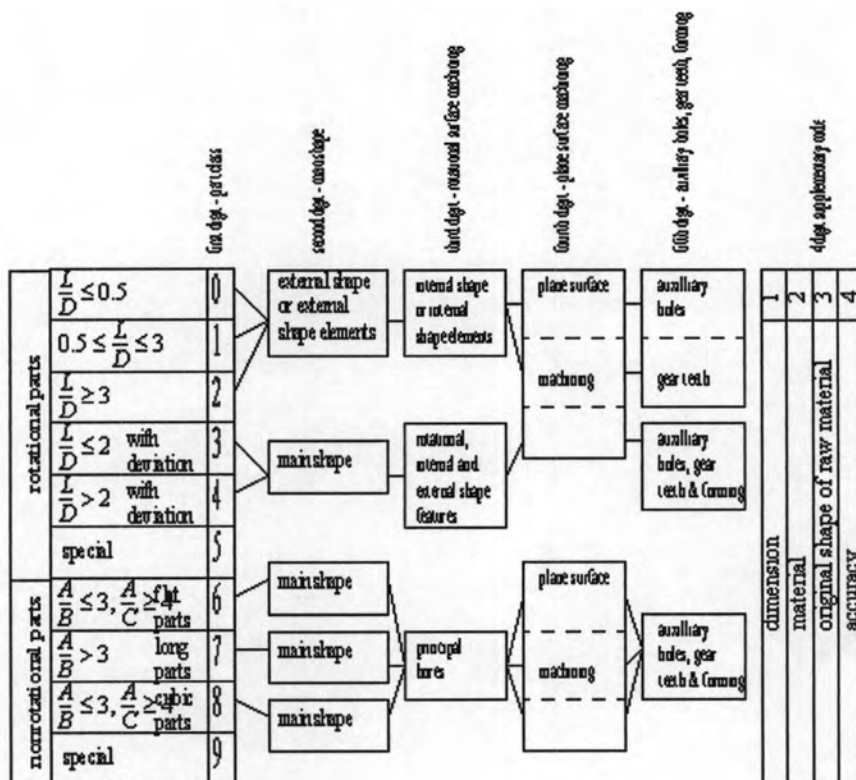 first digit - part class
second digit - main shape
third digit - rotational surface machining
fourth digit - plane surface machining
fifth digit - auxiliary holes, gear teeth, forming
4 digit supplementary code
rotational parts
L/D ≤ 0.5
0
0.5 ≤ L/D ≤ 3
1
L/D ≥ 3
2
L/D ≤ 2 with
deviation
3
L/D > 2 with
deviation
4
special
5
nonrotational parts
A/B ≤ 3, A/C ≥ 4 flat
parts
6
A/B > 3 long
parts
7
A/B ≤ 3, A/C ≥ cubic
parts
8
special
9
external shape
or external
shape elements
main shape
main shape
main shape
main shape
internal shape
or internal
shape elements
rotational,
internal and
external shape
features
principal
bores
plane surface
machining
plane surface
machining
auxiliary
holes
gear teeth
auxiliary
holes, gear
teeth & forming
auxiliary
holes, gear
teeth & forming
1
2
3
4
dimension
material
original shape of raw material
accuracy